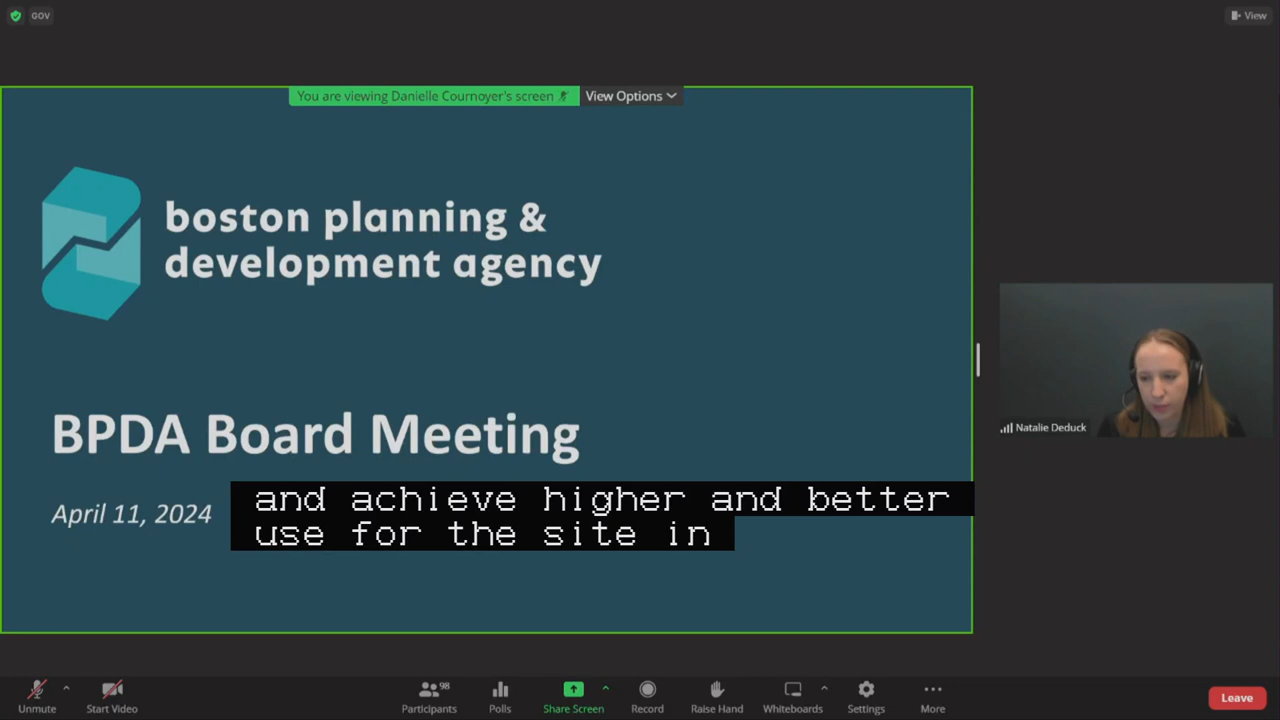 GOV
View
You are viewing Danielle Cournoyer's screen
View Options
boston planning &
development agency
BPDA Board Meeting
April 11, 2024
and achieve higher and better
use for the site in
Natalie Deduck
98
Unmute
Start Video
Participants
Polls
Share Screen
Record
Raise Hand
Whiteboards
Settings
More
Leave